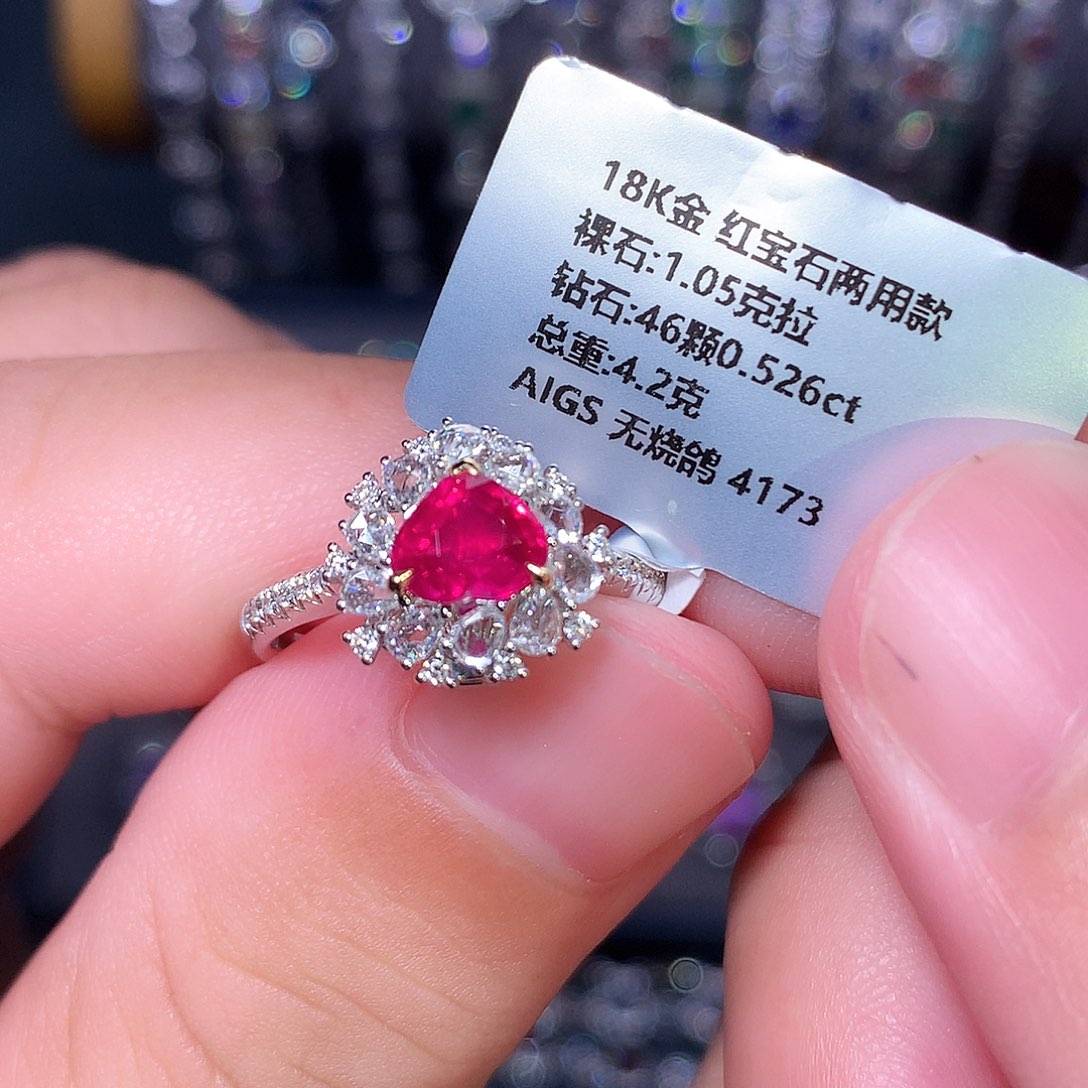 18K金 红宝石两用款
裸石:1.05克拉
钻石:46颗0.526ct
总重:4.2克
AIGS 无烧鸽 4173